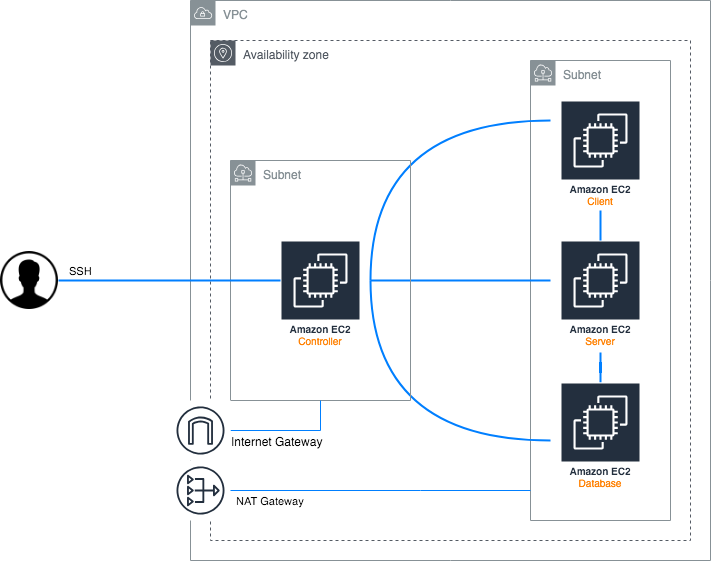 VPC
Availability zone
Subnet
Amazon EC2
Client
Subnet
SSH
Amazon EC2
Controller
Amazon EC2
Server
Internet Gateway
Amazon EC2
Database
NAT Gateway